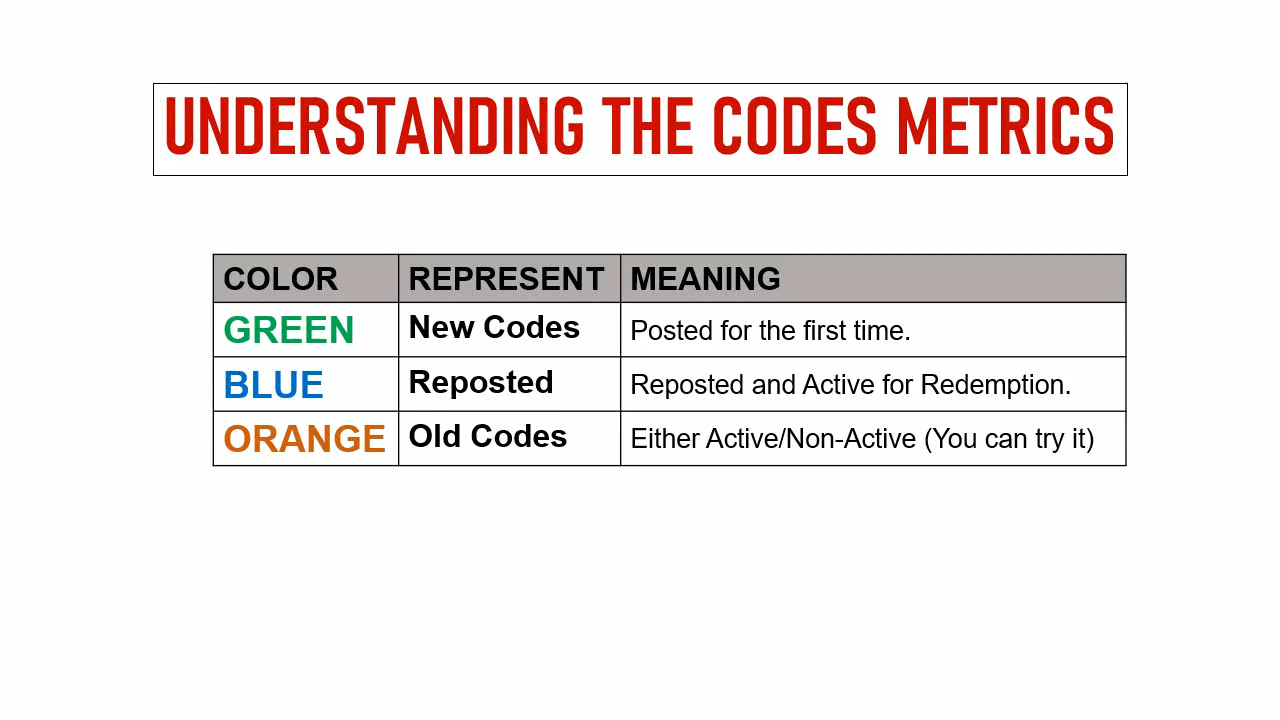 UNDERSTANDING THE CODES METRICS
COLOR REPRESENT MEANING
GREEN New Codes Posted for the first time.
BLUE Reposted Reposted and Active for Redemption.
ORANGE Old Codes Either Active/Non-Active (You can try it)